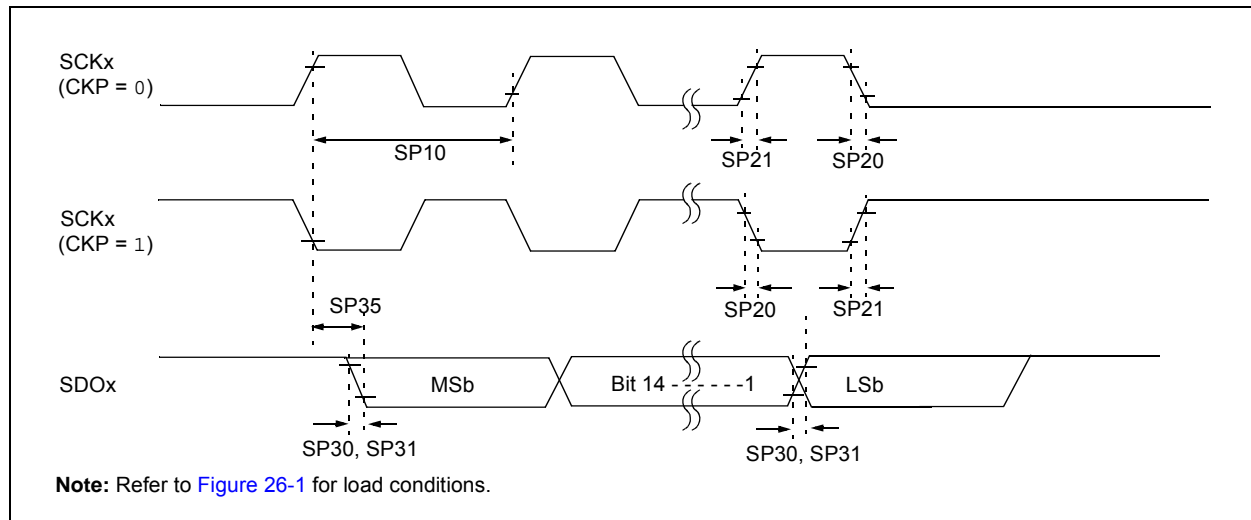 SCKx
(CKP = 0)
SP10
SP21
SP20
SCKx
(CKP = 1)
SP35
SP20
SP21
SDOx
MSb
Bit 14 - - - - - -1
LSb
SP30, SP31
SP30, SP31
Note: Refer to Figure 26-1 for load conditions.